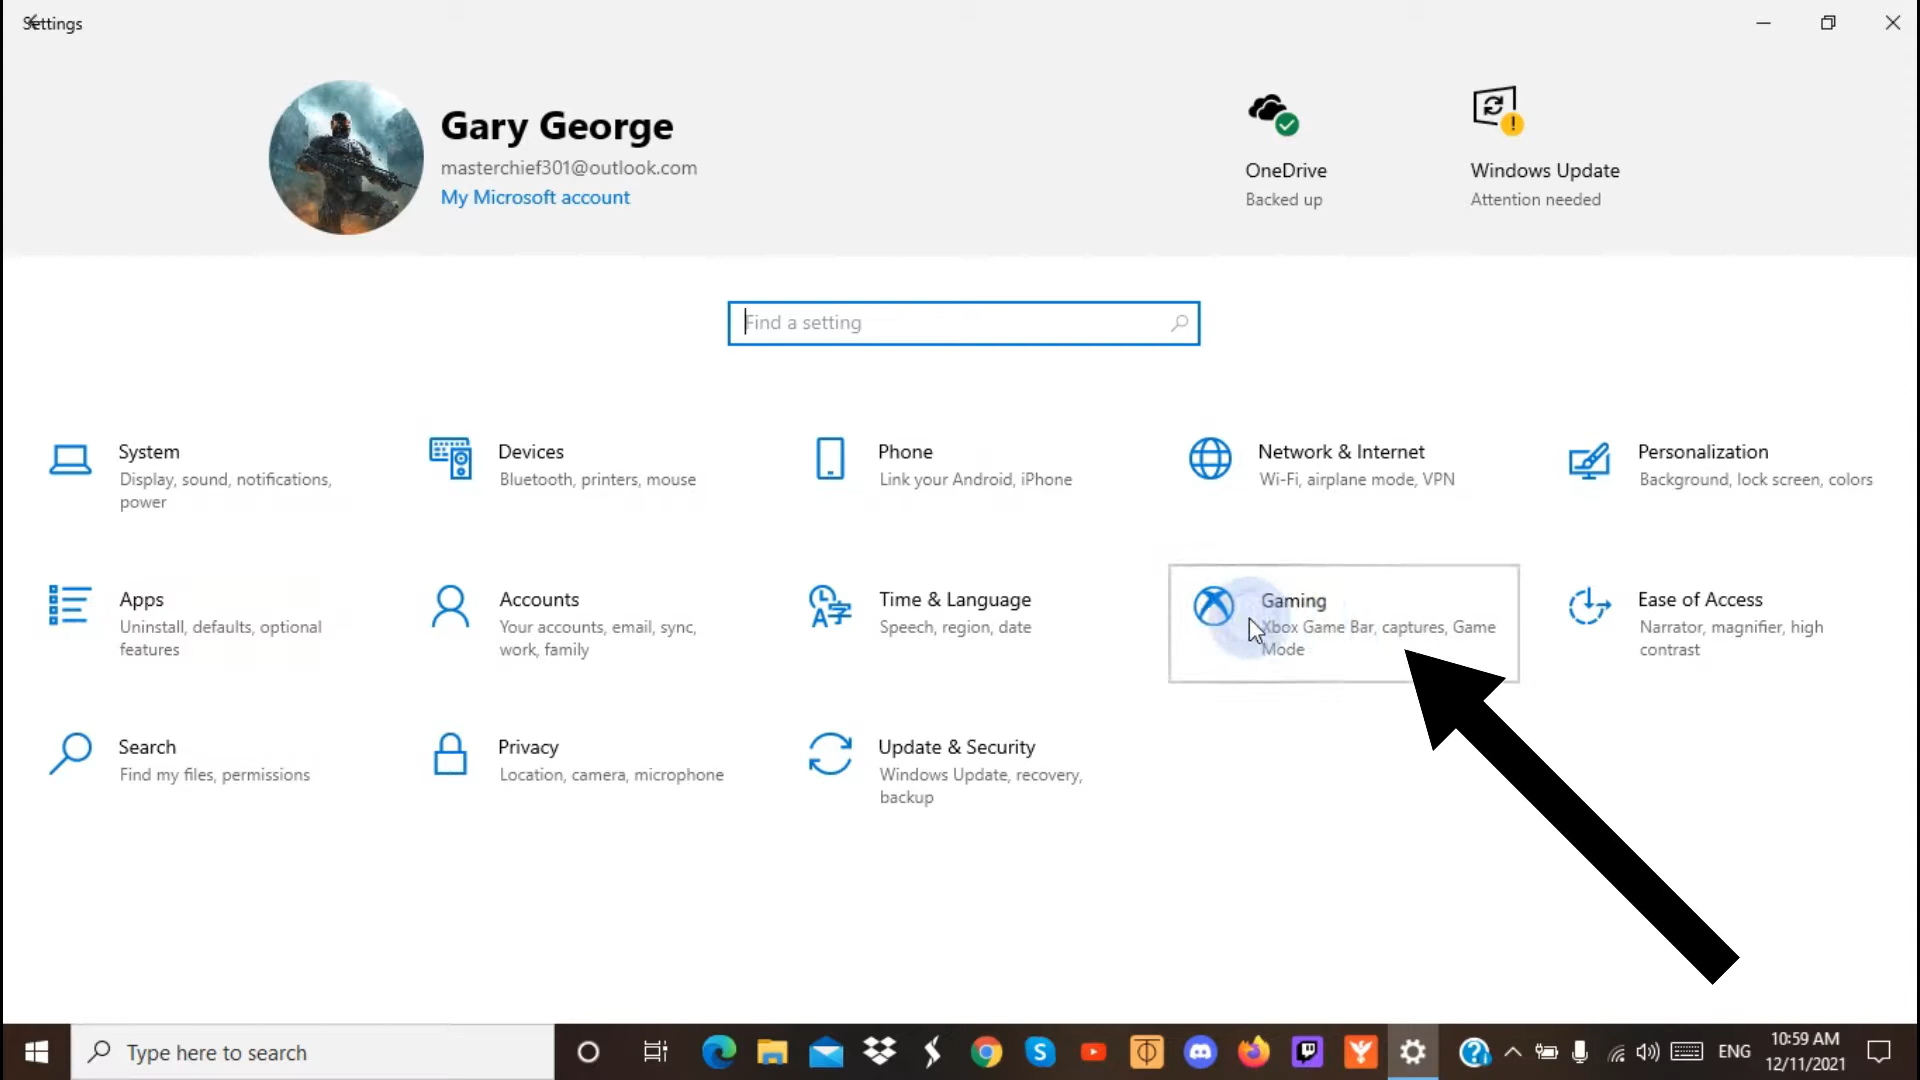 Settings
Gary George
masterchief301@outlook.com
My Microsoft account
OneDrive
Backed up
Windows Update
Attention needed
Find a setting
System
Display, sound, notifications,
power
Devices
Bluetooth, printers, mouse
Phone
Link your Android, iPhone
Network & Internet
Wi-Fi, airplane mode, VPN
Personalization
Background, lock screen, colors
Apps
Uninstall, defaults, optional
features
Accounts
Your accounts, email, sync,
work, family
Time & Language
Speech, region, date
Gaming
Xbox Game Bar, captures, Game
Mode
Ease of Access
Narrator, magnifier, high
contrast
Search
Find my files, permissions
Privacy
Location, camera, microphone
Update & Security
Windows Update, recovery,
backup
Type here to search
ENG
10:59 AM
12/11/2021